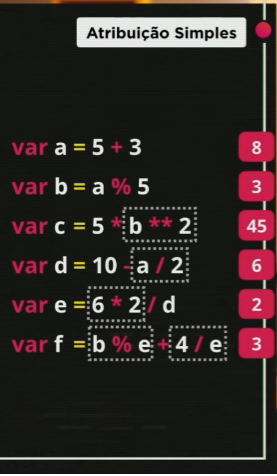 Atribuição Simples
var a = 5 + 3 8
var b = a % 5 3
var c = 5 * b ** 2 45
var d = 10 - a / 2 6
var e = 6 * 2 / d 2
var f = b % e + 4 / e 3